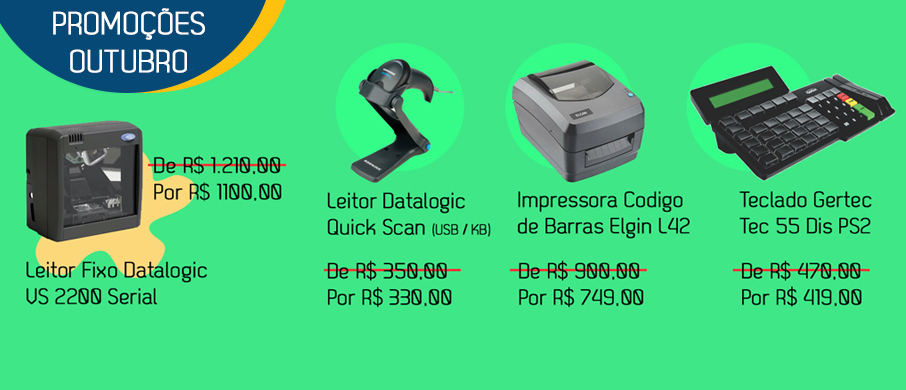 PROMOÇÕES
OUTUBRO
De R$ 1.210,00
Por R$ 1100,00
Leitor Fixo Datalogic
VS 2200 Serial
Leitor Datalogic
Quick Scan (USB / KB)
De R$ 350,00
Por R$ 330,00
Impressora Codigo
de Barras Elgin L42
De R$ 900,00
Por R$ 749,00
Teclado Gertec
Tec 55 Dis PS2
De R$ 470,00
Por R$ 419,00